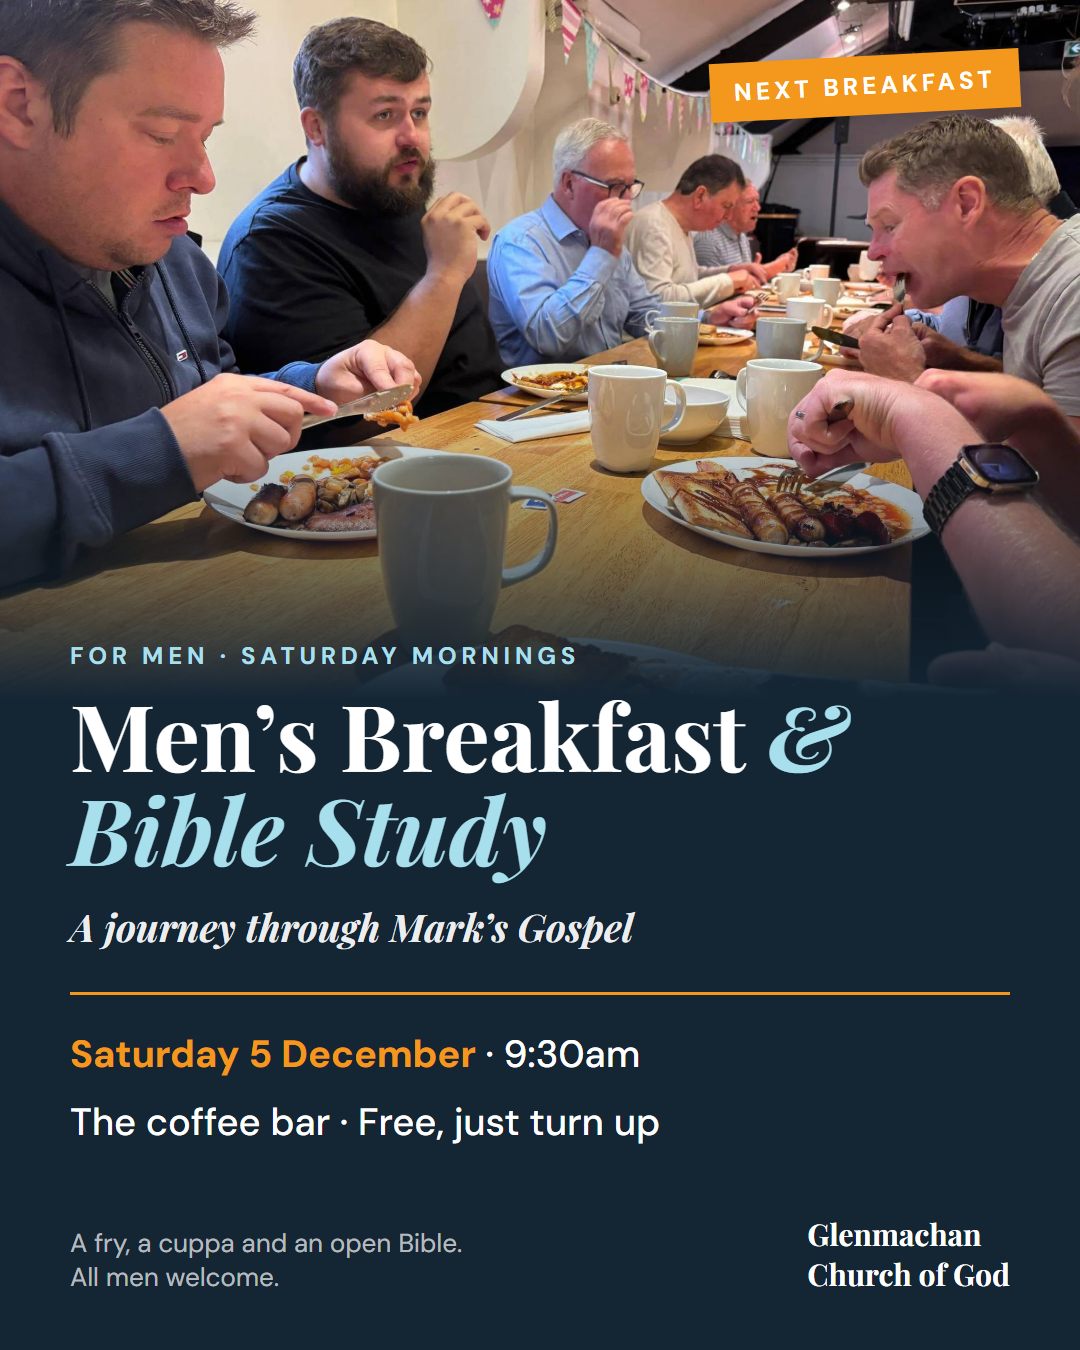 NEXT BREAKFAST
FOR MEN · SATURDAY MORNINGS
Men’s Breakfast &
Bible Study
A journey through Mark’s Gospel
Saturday 5 December · 9:30am
The coffee bar · Free, just turn up
A fry, a cuppa and an open Bible.
All men welcome.
Glenmachan
Church of God